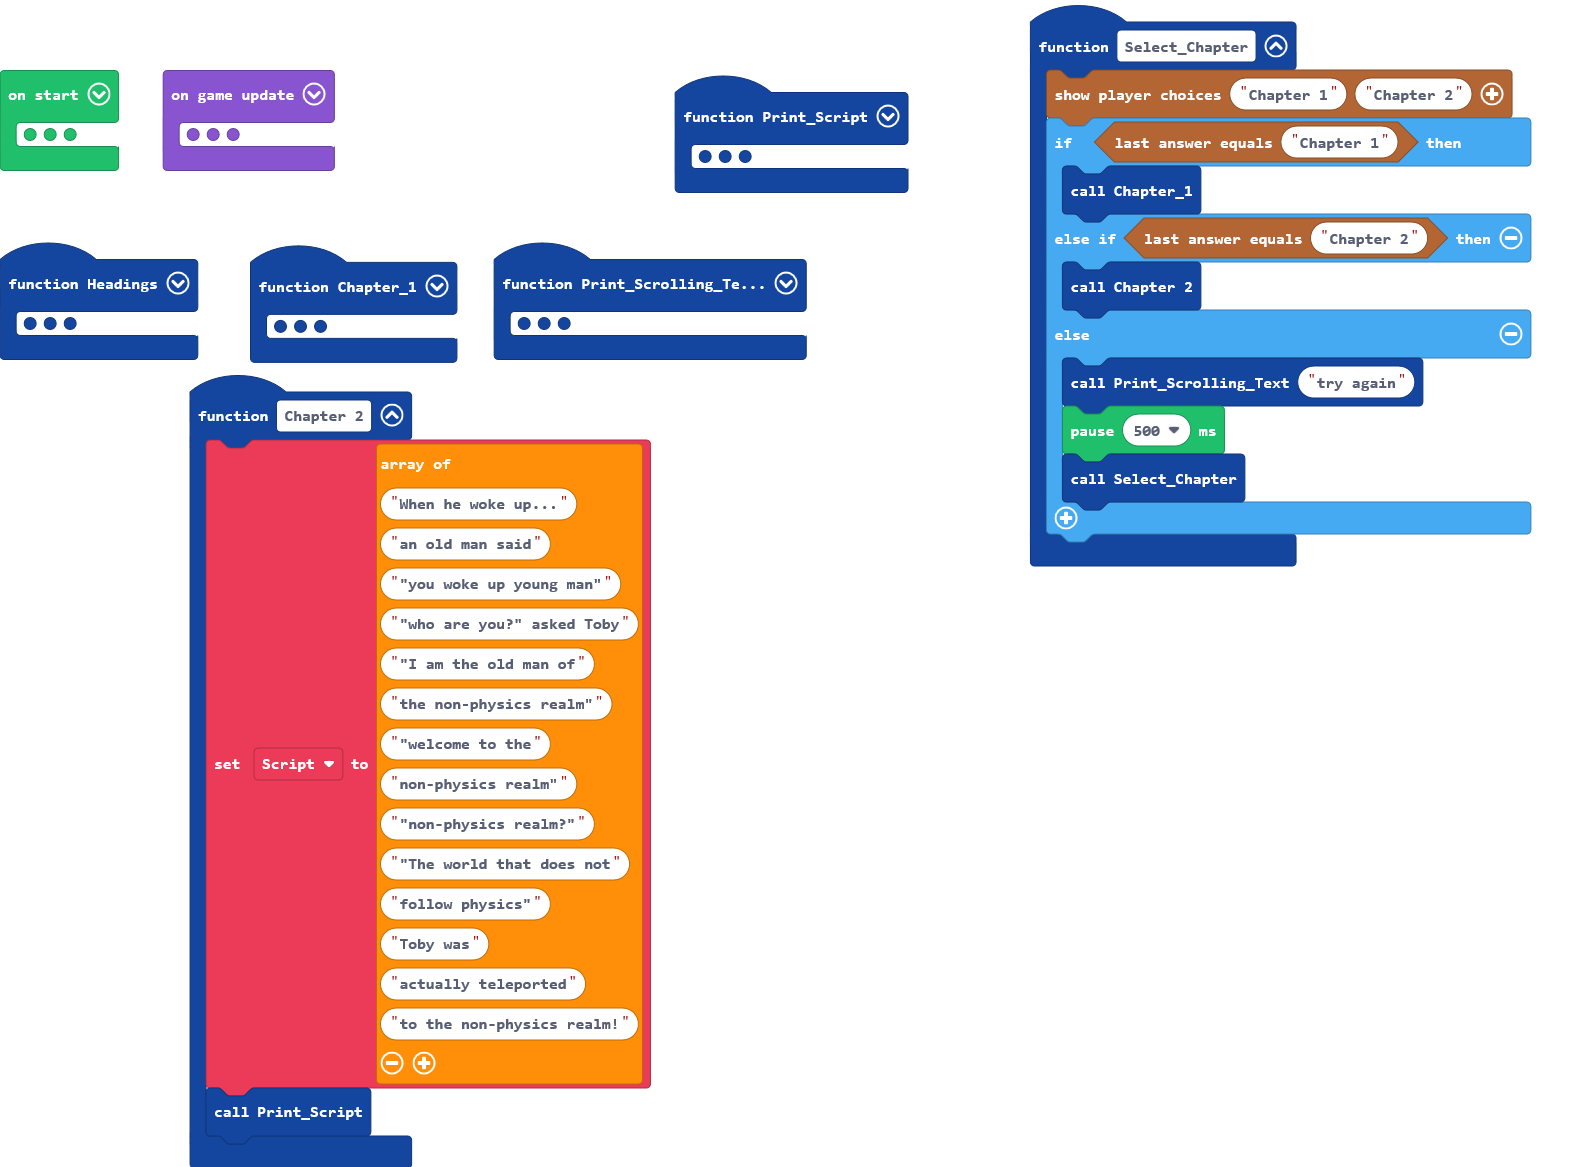 on start
on game update
function Print_Script
function Headings
function Chapter_1
function Print_Scrolling_Te...
function Chapter 2
set Script to
array of
"When he woke up..."
"an old man said"
""you woke up young man""
""who are you?" asked Toby"
""I am the old man of"
"the non-physics realm""
""welcome to the"
"non-physics realm""
""non-physics realm?""
""The world that does not"
"follow physics""
"Toby was"
"actually teleported"
"to the non-physics realm!"
call Print_Script
function Select_Chapter
show player choices "Chapter 1" "Chapter 2"
if last answer equals "Chapter 1" then
call Chapter_1
else if last answer equals "Chapter 2" then
call Chapter 2
else
call Print_Scrolling_Text "try again"
pause 500 ms
call Select_Chapter